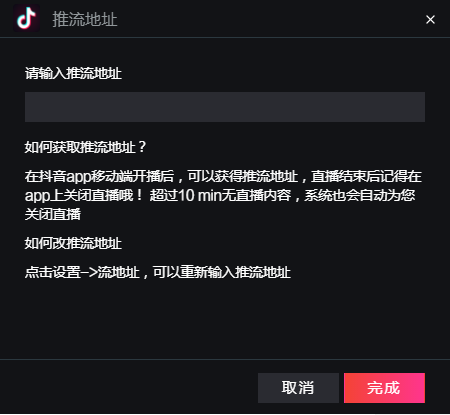 推流地址
请输入推流地址
如何获取推流地址？
在抖音app移动端开播后，可以获得推流地址，直播结束后记得在
app上关闭直播哦！ 超过10 min无直播内容，系统也会自动为您
关闭直播
如何改推流地址
点击设置-->流地址，可以重新输入推流地址
取消
完成